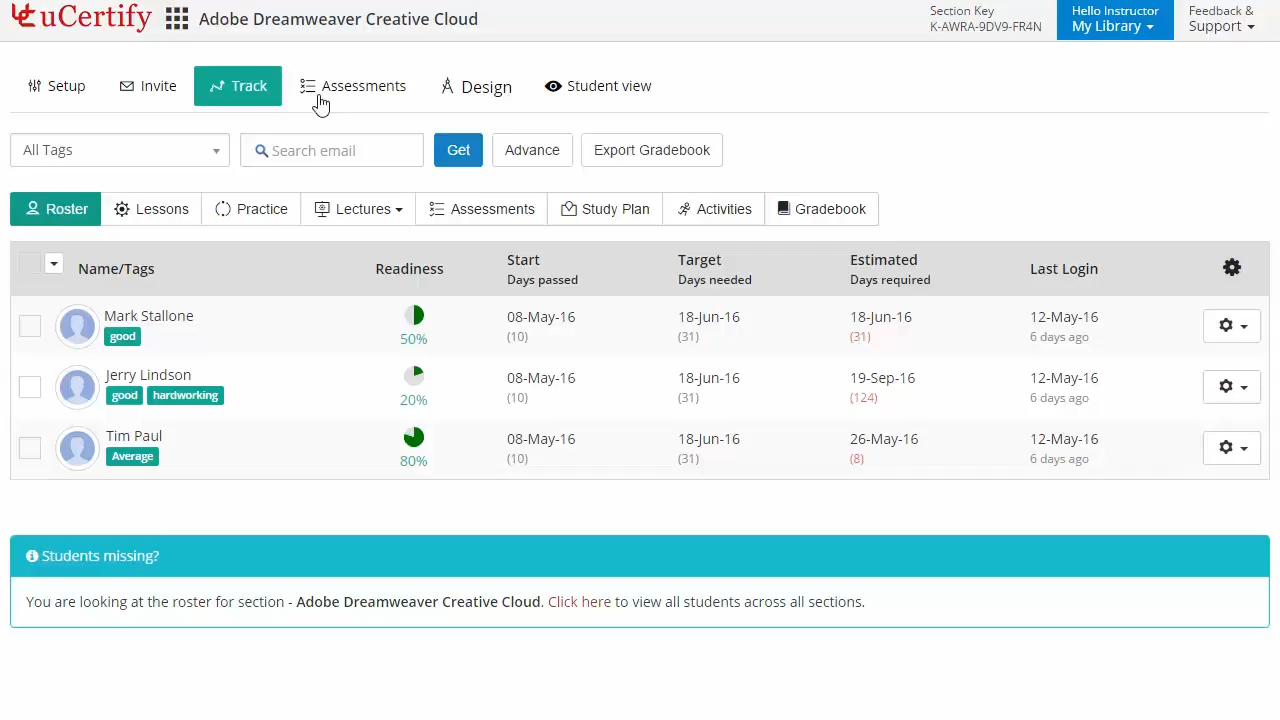 uCertify
Adobe Dreamweaver Creative Cloud
Section Key
K-AWRA-9DV9-FR4N
Hello Instructor
My Library
Feedback &
Support
Setup
Invite
Track
Assessments
Design
Student view
All Tags
Search email
Get
Advance
Export Gradebook
Roster
Lessons
Practice
Lectures
Assessments
Study Plan
Activities
Gradebook
Name/Tags
Readiness
Start
Days passed
Target
Days needed
Estimated
Days required
Last Login
Mark Stallone
good
50%
08-May-16
(10)
18-Jun-16
(31)
18-Jun-16
(31)
12-May-16
6 days ago
Jerry Lindson
good hardworking
20%
08-May-16
(10)
18-Jun-16
(31)
19-Sep-16
(124)
12-May-16
6 days ago
Tim Paul
Average
80%
08-May-16
(10)
18-Jun-16
(31)
26-May-16
(8)
12-May-16
6 days ago
Students missing?
You are looking at the roster for section - Adobe Dreamweaver Creative Cloud. Click here to view all students across all sections.